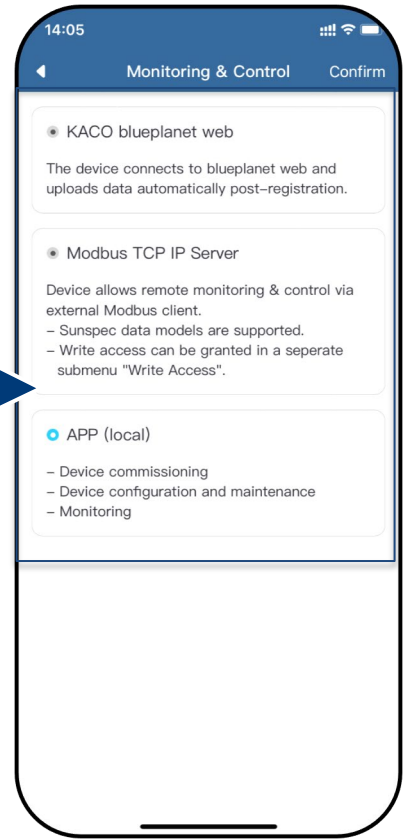 14:05
Monitoring & Control Confirm
KACO blueplanet web
The device connects to blueplanet web and
uploads data automatically post-registration.
Modbus TCP IP Server
Device allows remote monitoring & control via
external Modbus client.
- Sunspec data models are supported.
- Write access can be granted in a seperate
submenu "Write Access".
APP (local)
- Device commissioning
- Device configuration and maintenance
- Monitoring